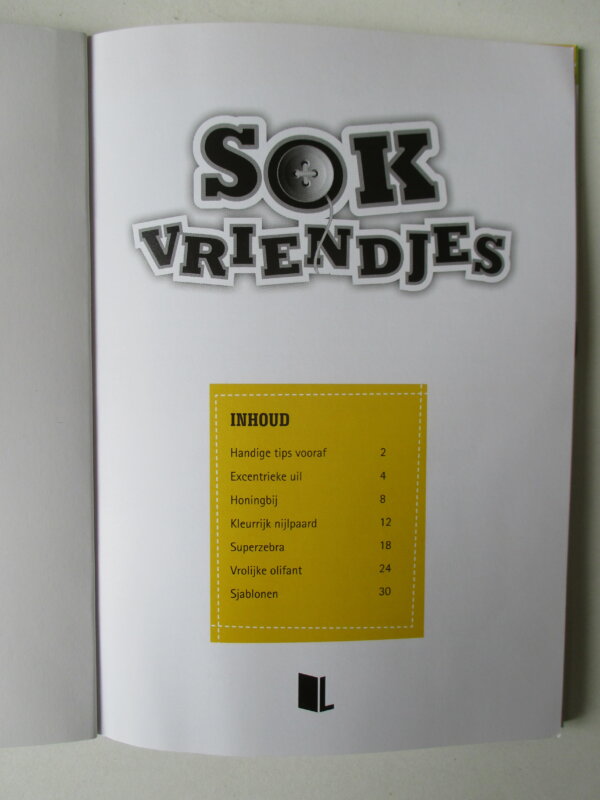 SOK
VRIENDJES
INHOUD
Handige tips vooraf 2
Excentrieke uil 4
Honingbij 8
Kleurrijk nijlpaard 12
Superzebra 18
Vrolijke olifant 24
Sjablonen 30
L